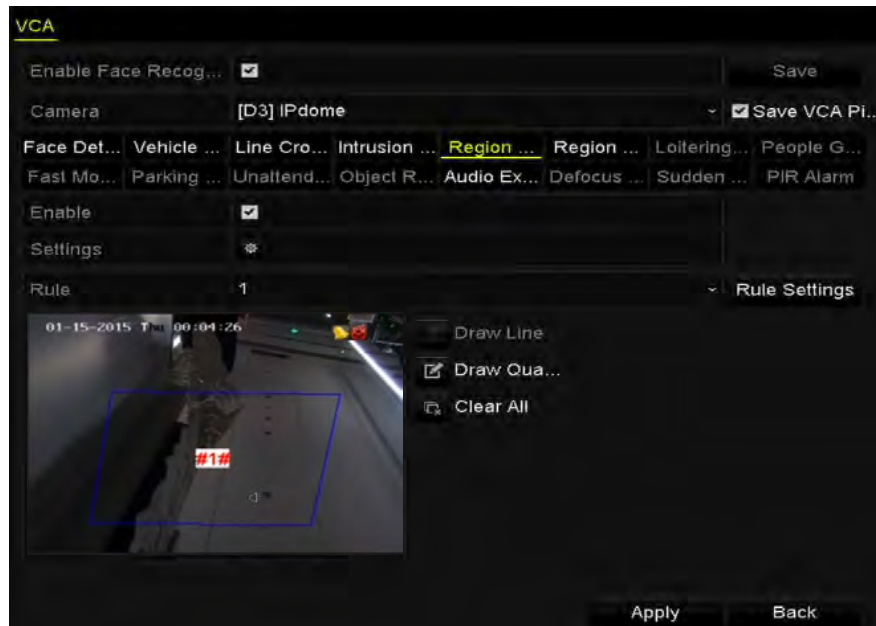 VCA
Enable Face Recog... Save
Camera [D3] IPdome Save VCA Pi..
Face Det... Vehicle ... Line Cro... Intrusion ... Region ... Region ... Loitering... People G...
Fast Mo... Parking ... Unattend... Object R... Audio Ex... Defocus ... Sudden ... PIR Alarm
Enable
Settings
Rule 1 Rule Settings
01-15-2015 Thu 00:04:26
#1#
Draw Line
Draw Qua...
Clear All
Apply Back